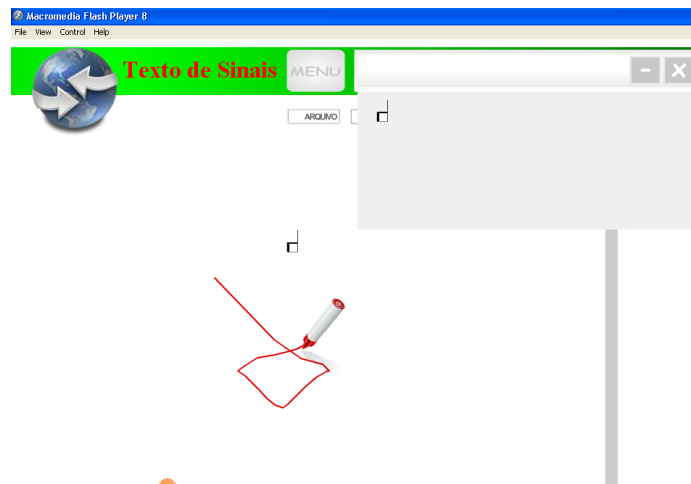 Macromedia Flash Player 8
File View Control Help
Texto de Sinais
MENU
ARQUIVO